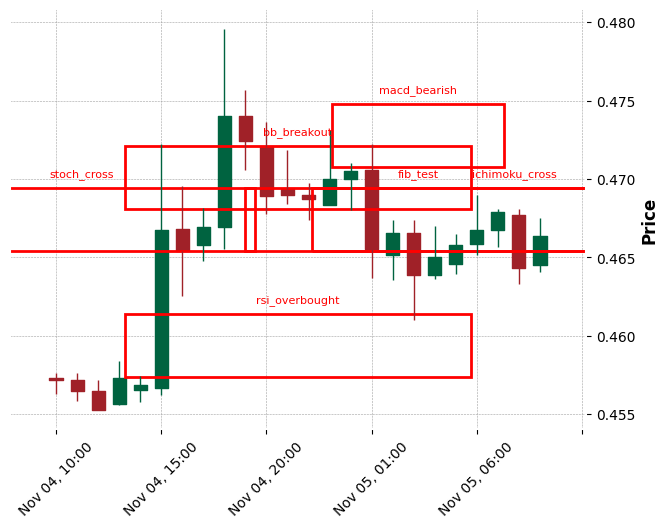 0.480
macd_bearish
0.475
bb_breakout
stoch_cross
fib_test
ichimoku_cross
0.470
Price
0.465
rsi_overbought
0.460
0.455
Nov 04, 10:00
Nov 04, 15:00
Nov 04, 20:00
Nov 05, 01:00
Nov 05, 06:00